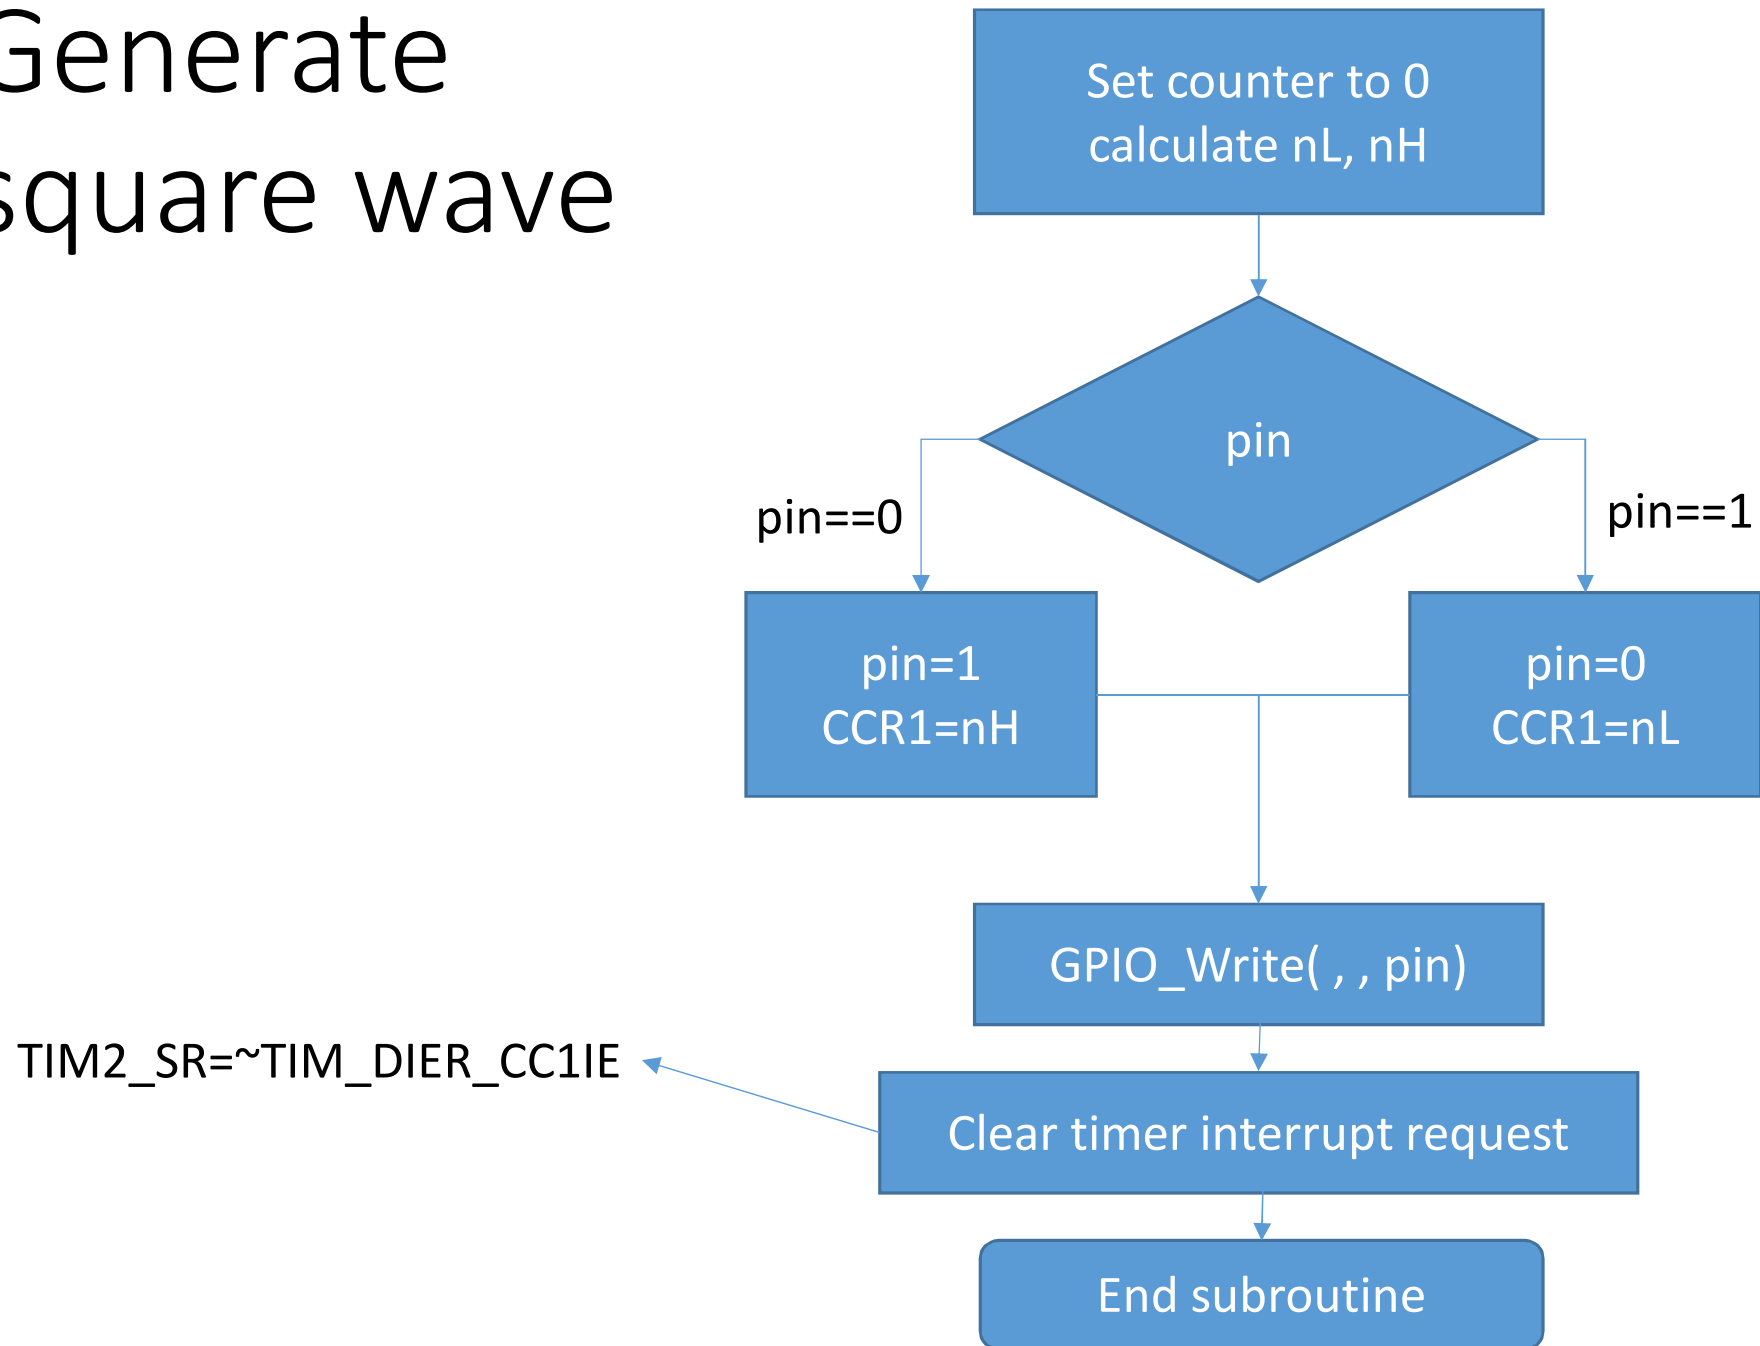 Generate
square wave
Set counter to 0
calculate nL, nH
pin
pin==0
pin==1
pin=1
CCR1=nH
pin=0
CCR1=nL
GPIO_Write( , , pin)
TIM2_SR=~TIM_DIER_CC1IE
Clear timer interrupt request
End subroutine